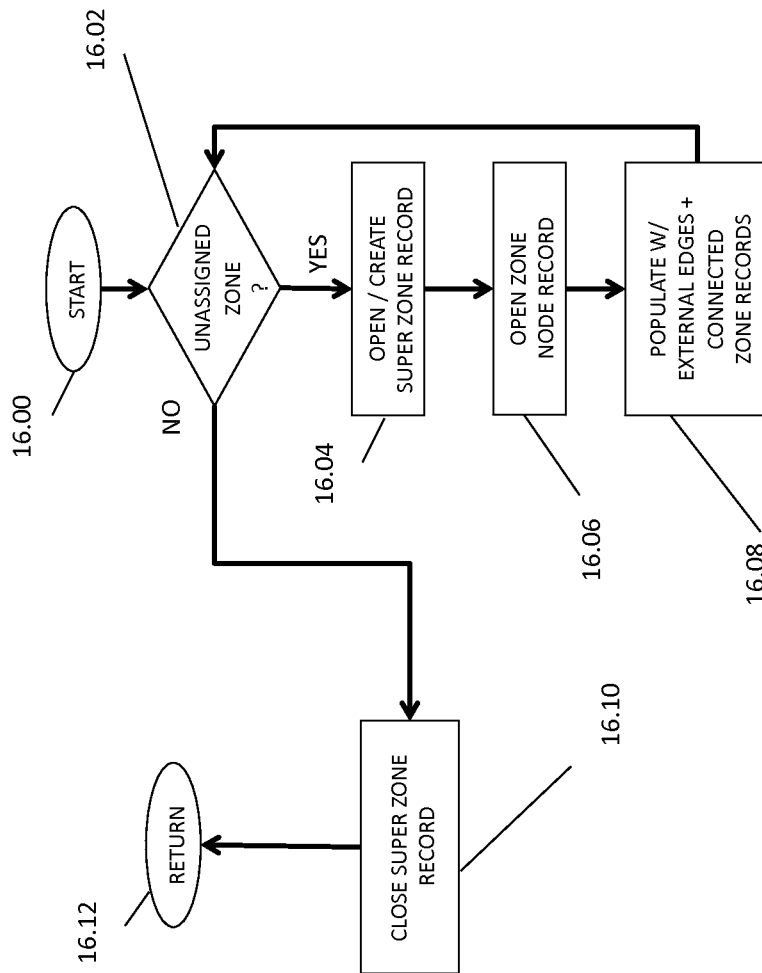 START
16.00
16.02
UNASSIGNED
ZONE
?
YES
NO
OPEN / CREATE
SUPER ZONE RECORD
16.04
OPEN ZONE
NODE RECORD
16.06
POPULATE W/
EXTERNAL EDGES +
CONNECTED
ZONE RECORDS
16.08
CLOSE SUPER ZONE
RECORD
16.10
RETURN
16.12